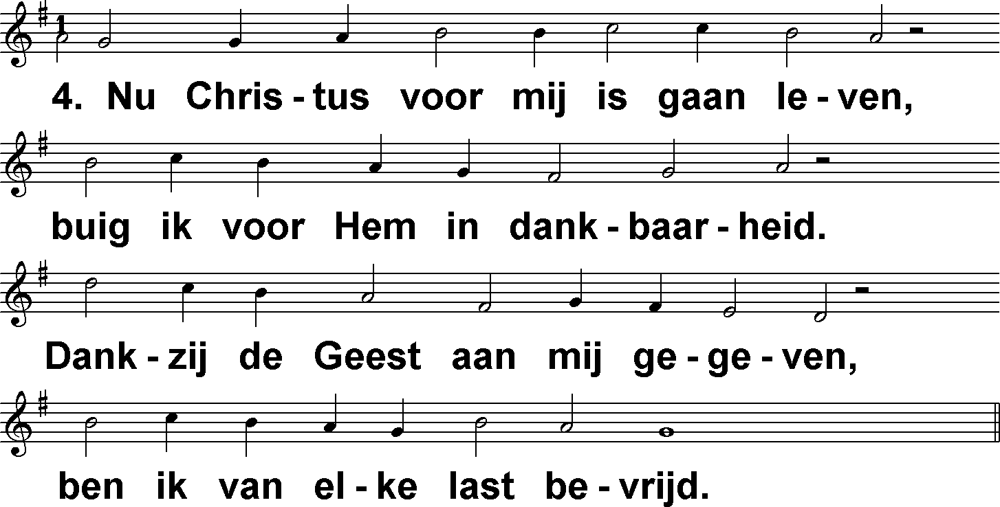 1
4. Nu Chris - tus voor mij is gaan le - ven,
buig ik voor Hem in dank - baar - heid.
Dank - zij de Geest aan mij ge - ge - ven,
ben ik van el - ke last be - vrijd.